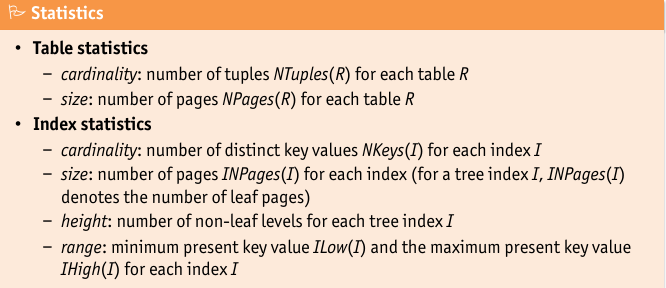 Statistics
• Table statistics
– cardinality: number of tuples NTuples(R) for each table R
– size: number of pages NPages(R) for each table R
• Index statistics
– cardinality: number of distinct key values NKeys(I) for each index I
– size: number of pages INPages(I) for each index (for a tree index I, INPages(I)
denotes the number of leaf pages)
– height: number of non-leaf levels for each tree index I
– range: minimum present key value ILow(I) and the maximum present key value
IHigh(I) for each index I